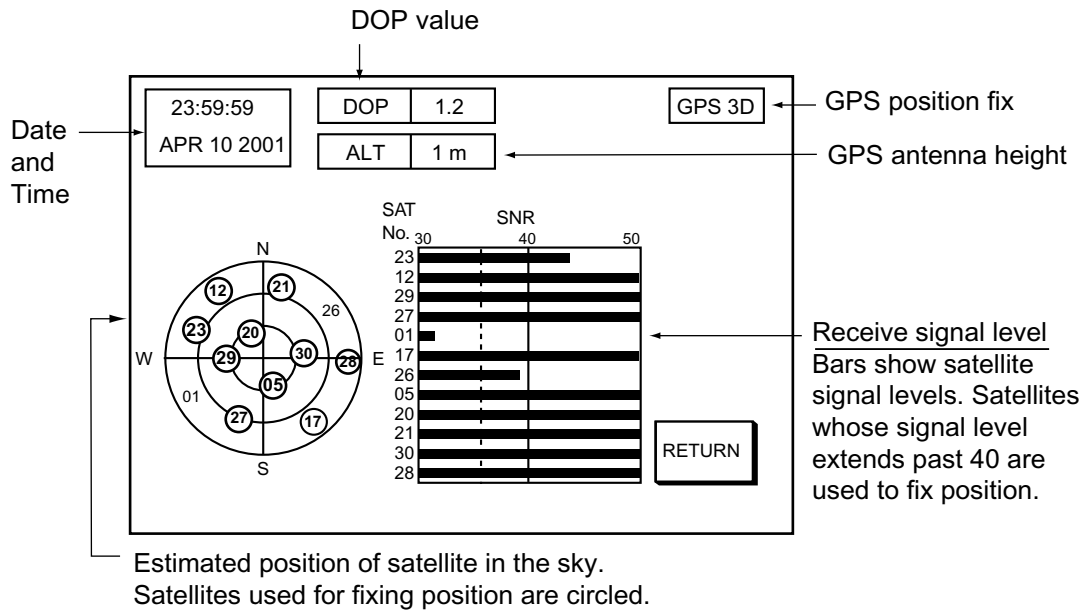 DOP value
23:59:59
APR 10 2001
DOP 1.2
ALT 1 m
GPS 3D
GPS position fix
GPS antenna height
Date
and
Time
SAT
No.
SNR
30 40 50
23
12
29
27
01
17
26
05
20
21
30
28
N
12
21
26
23
20
W
29
30
28
E
05
01
27
17
S
RETURN
Receive signal level
Bars show satellite
signal levels. Satellites
whose signal level
extends past 40 are
used to fix position.
Estimated position of satellite in the sky.
Satellites used for fixing position are circled.